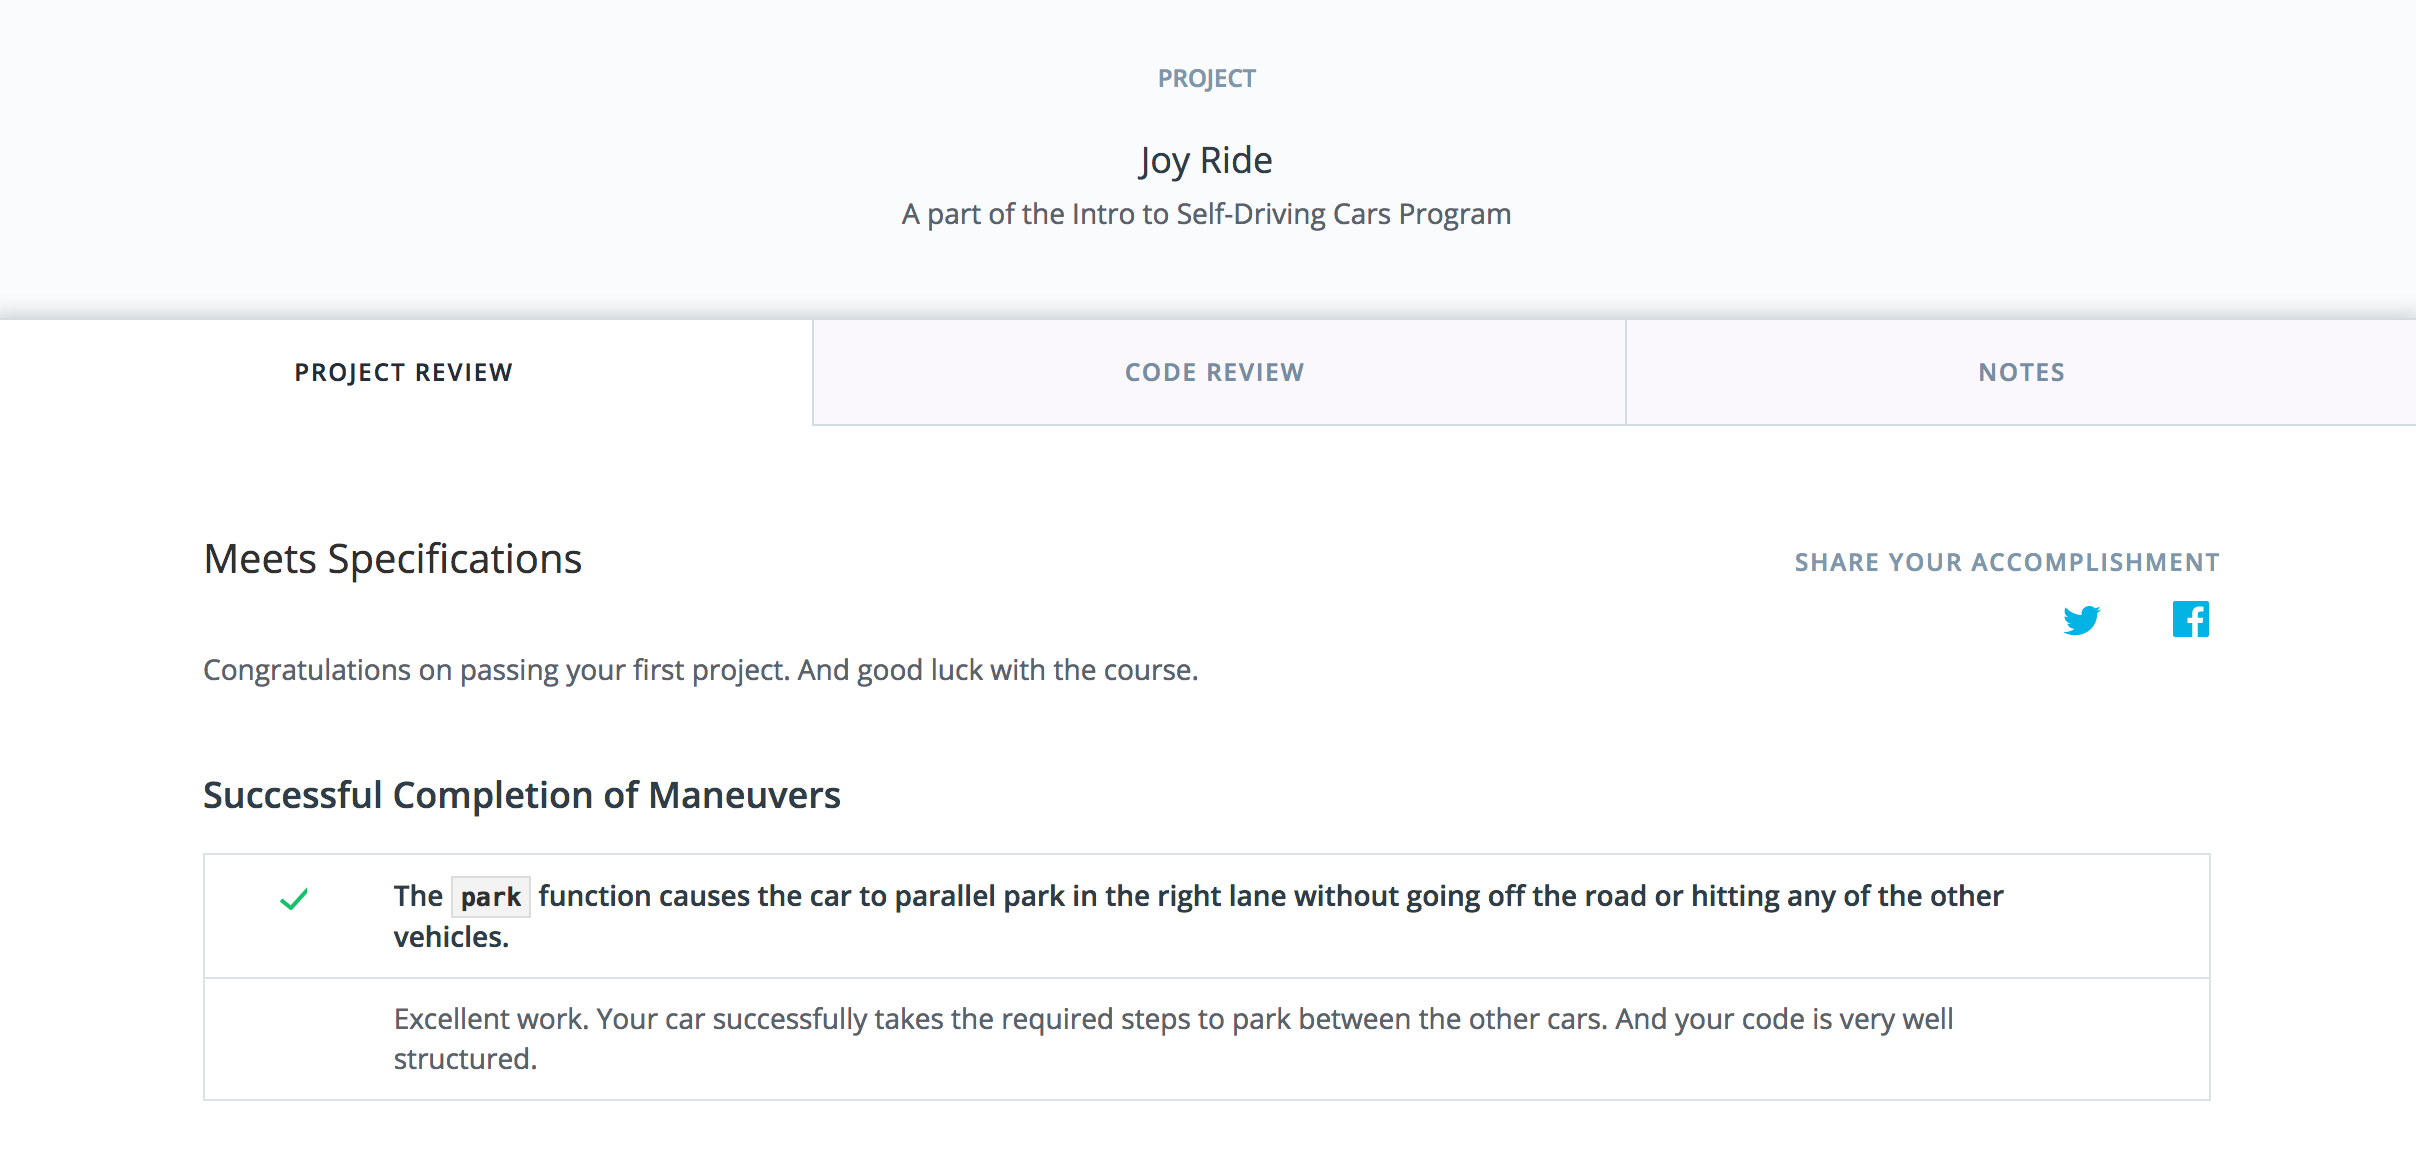 PROJECT
Joy Ride
A part of the Intro to Self-Driving Cars Program
PROJECT REVIEW
CODE REVIEW
NOTES
Meets Specifications
SHARE YOUR ACCOMPLISHMENT
Congratulations on passing your first project. And good luck with the course.
Successful Completion of Maneuvers
The park function causes the car to parallel park in the right lane without going off the road or hitting any of the other
vehicles.
Excellent work. Your car successfully takes the required steps to park between the other cars. And your code is very well
structured.